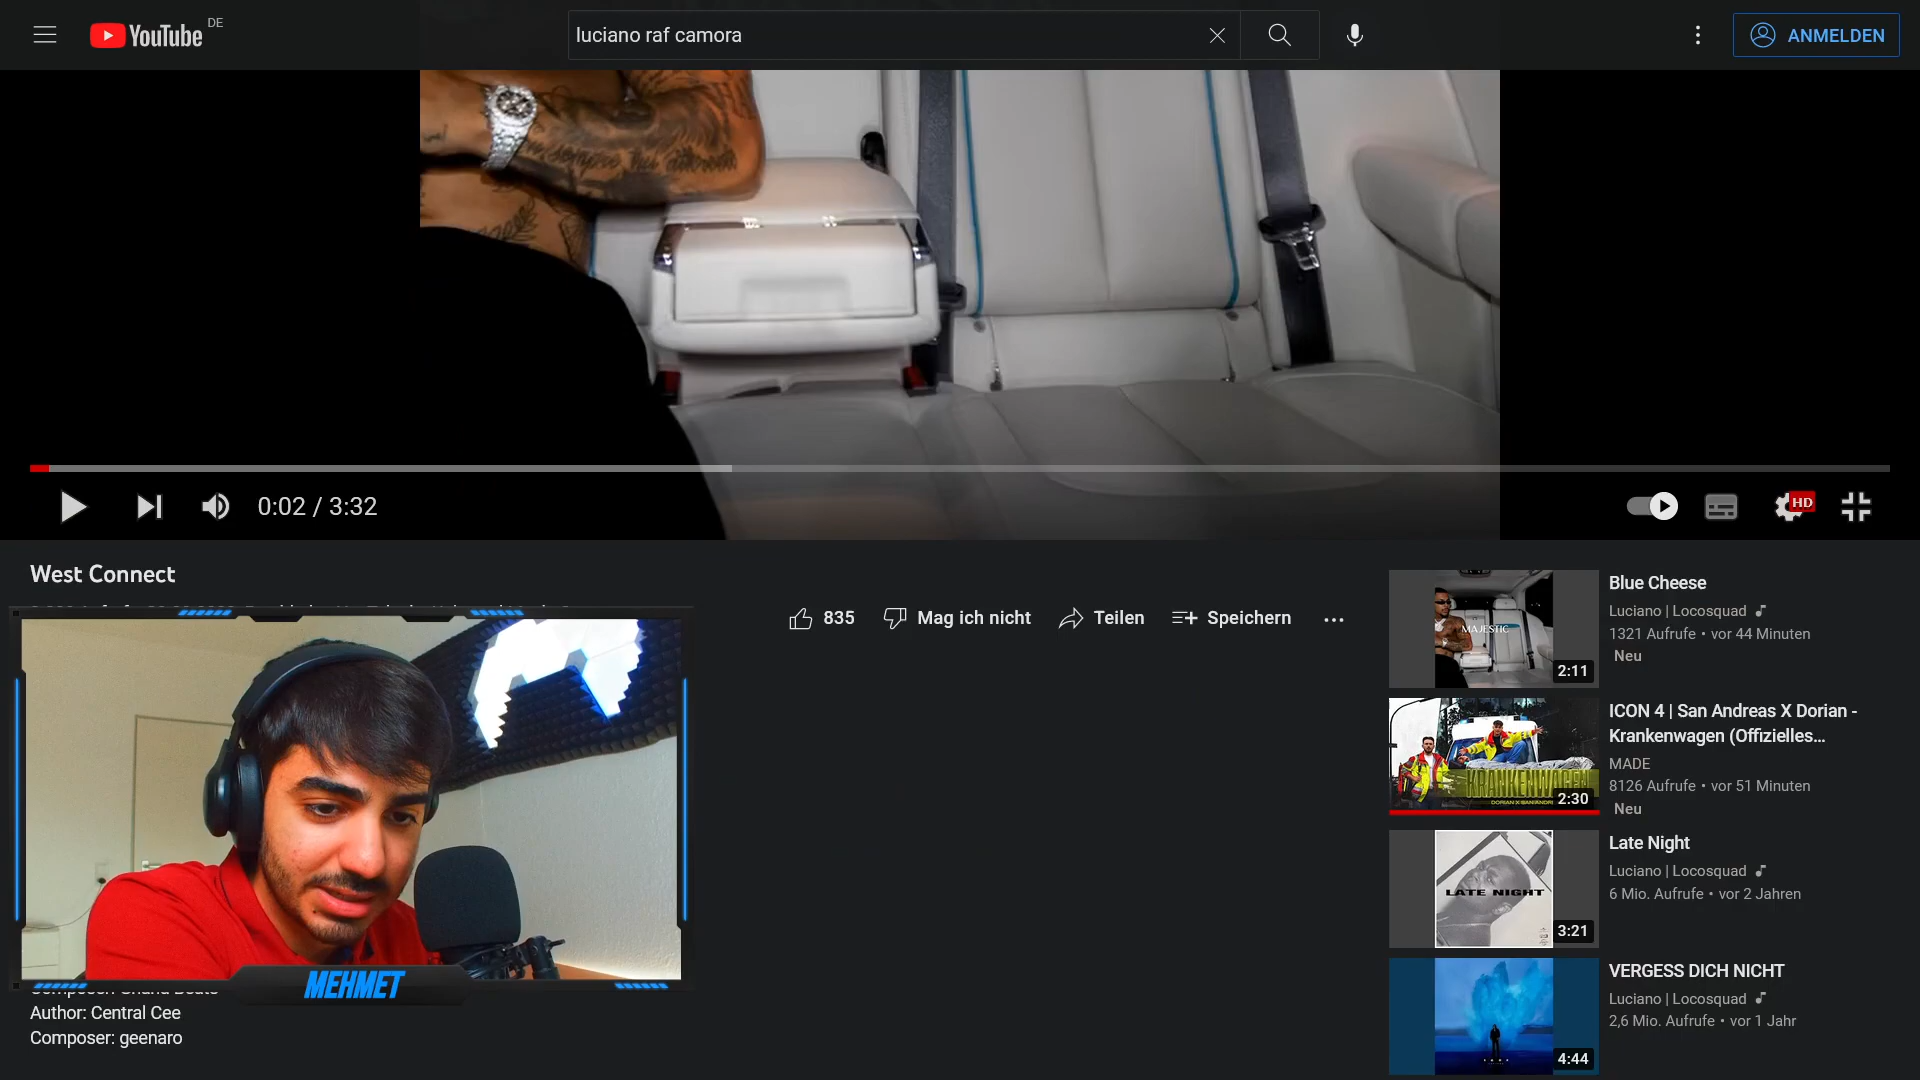 YouTube DE
luciano raf camora
ANMELDEN
0:02 / 3:32
HD
West Connect
835 Mag ich nicht Teilen Speichern
MEHMET
Author: Central Cee
Composer: geenaro
MAJESTIC
2:11
Blue Cheese
Luciano | Locosquad
1321 Aufrufe • vor 44 Minuten
Neu
KRANKENWAGEN
2:30
ICON 4 | San Andreas X Dorian -
Krankenwagen (Offizielles...
MADE
8126 Aufrufe • vor 51 Minuten
Neu
LATE NIGHT
3:21
Late Night
Luciano | Locosquad
6 Mio. Aufrufe • vor 2 Jahren
4:44
VERGESS DICH NICHT
Luciano | Locosquad
2,6 Mio. Aufrufe • vor 1 Jahr